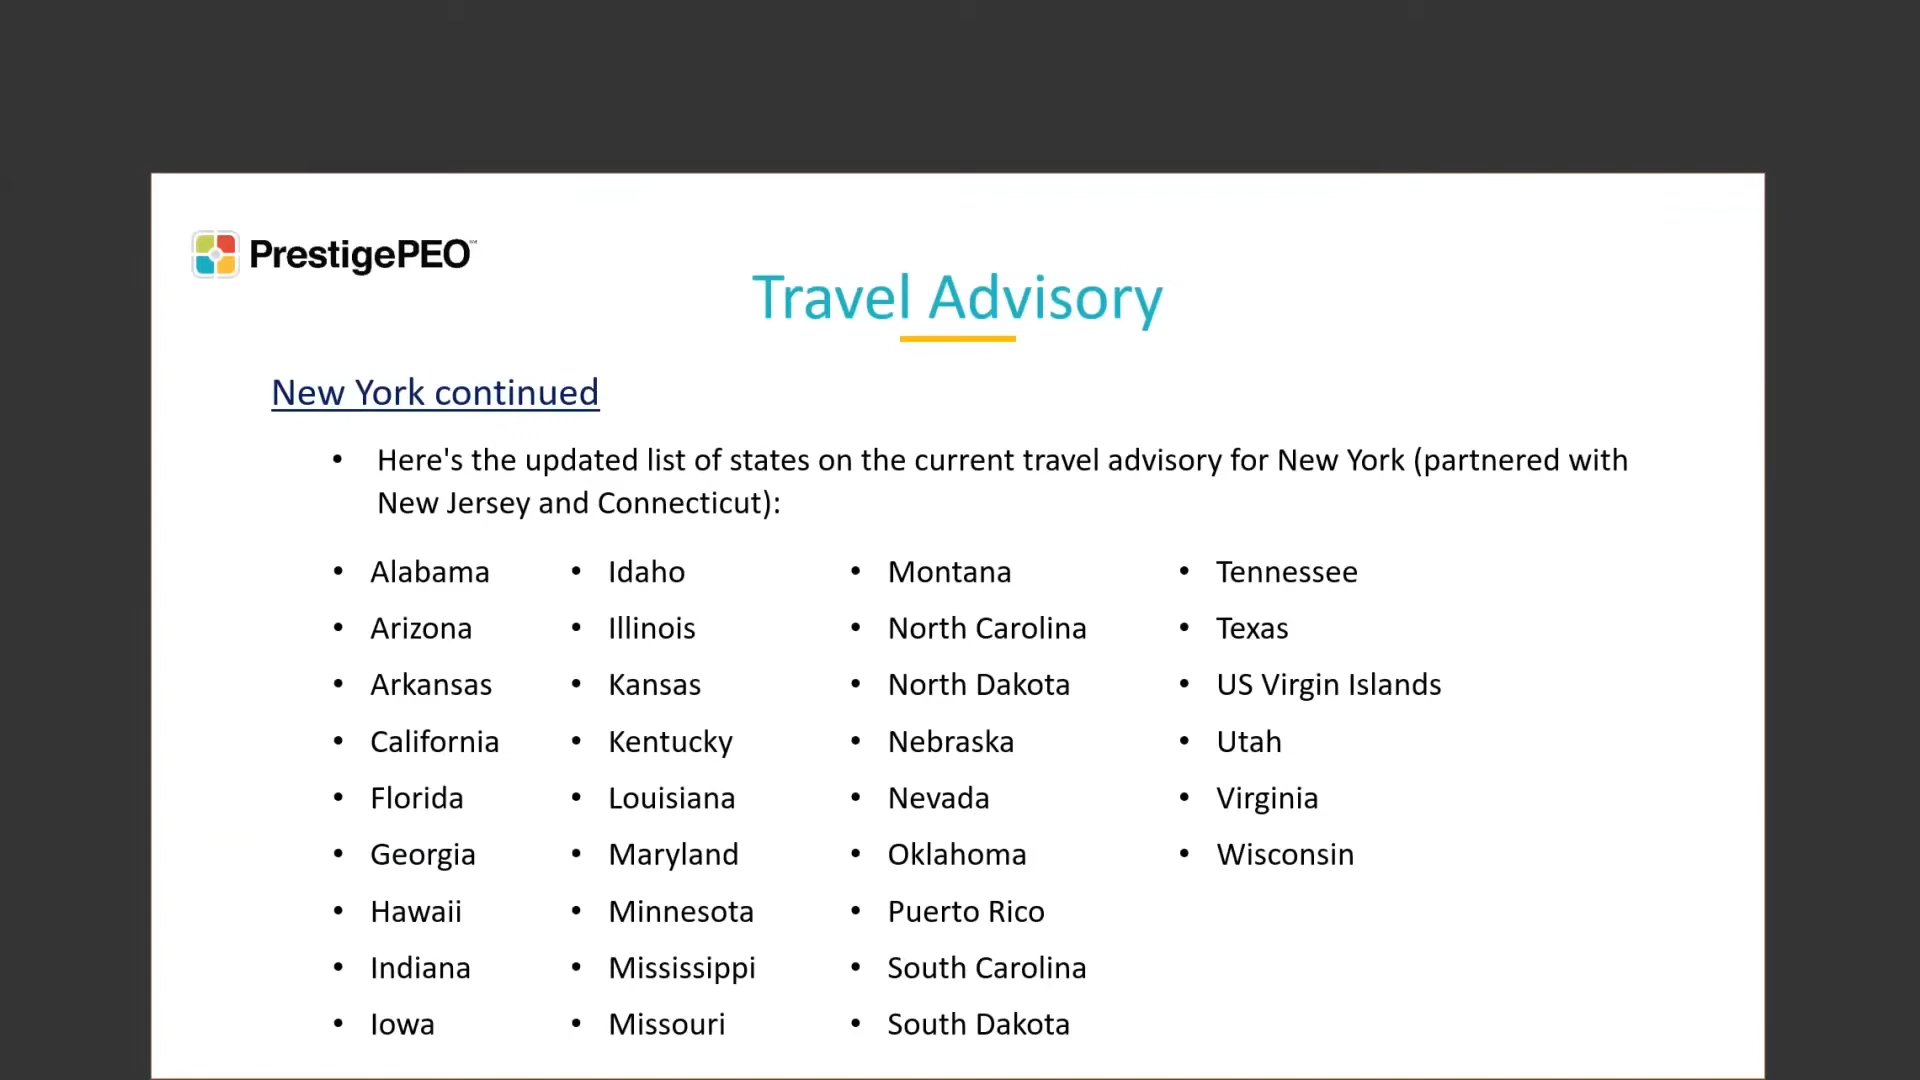 PrestigePEO
Travel Advisory
New York continued
• Here's the updated list of states on the current travel advisory for New York (partnered with
New Jersey and Connecticut):
• Alabama
• Arizona
• Arkansas
• California
• Florida
• Georgia
• Hawaii
• Indiana
• Iowa
• Idaho
• Illinois
• Kansas
• Kentucky
• Louisiana
• Maryland
• Minnesota
• Mississippi
• Missouri
• Montana
• North Carolina
• North Dakota
• Nebraska
• Nevada
• Oklahoma
• Puerto Rico
• South Carolina
• South Dakota
• Tennessee
• Texas
• US Virgin Islands
• Utah
• Virginia
• Wisconsin